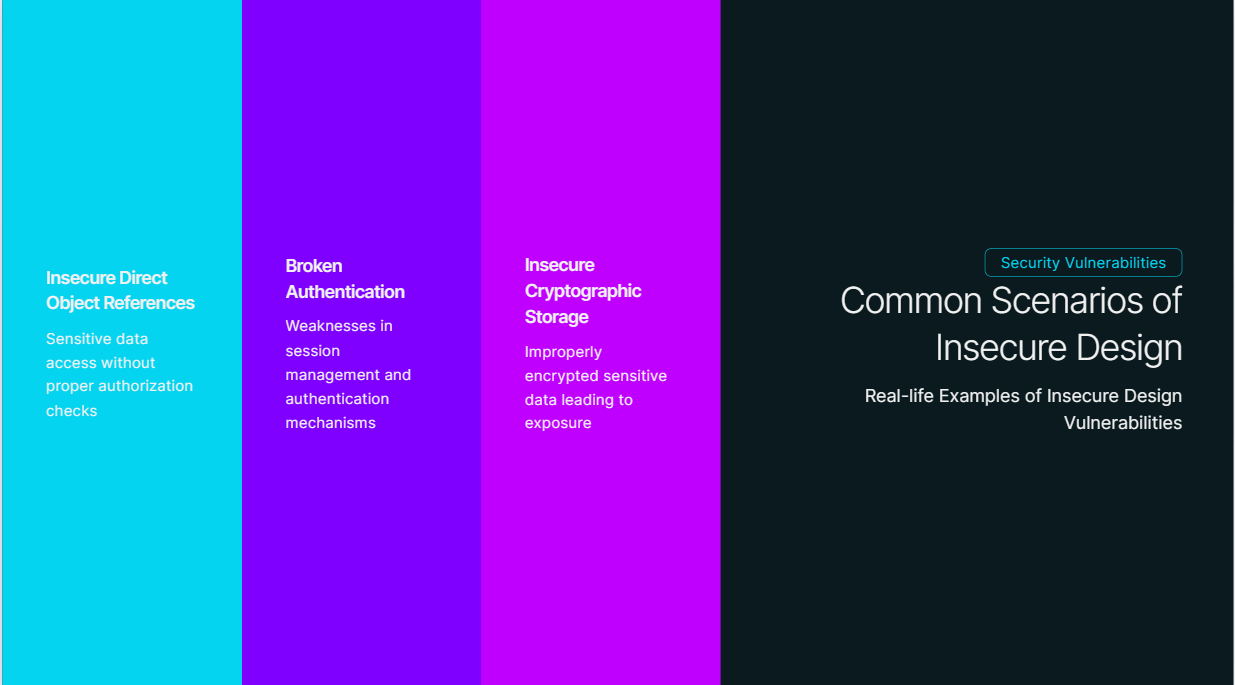 Insecure Direct
Object References
Sensitive data
access without
proper authorization
checks
Broken
Authentication
Weaknesses in
session
management and
authentication
mechanisms
Insecure
Cryptographic
Storage
Improperly
encrypted sensitive
data leading to
exposure
Security Vulnerabilities
Common Scenarios of
Insecure Design
Real-life Examples of Insecure Design
Vulnerabilities